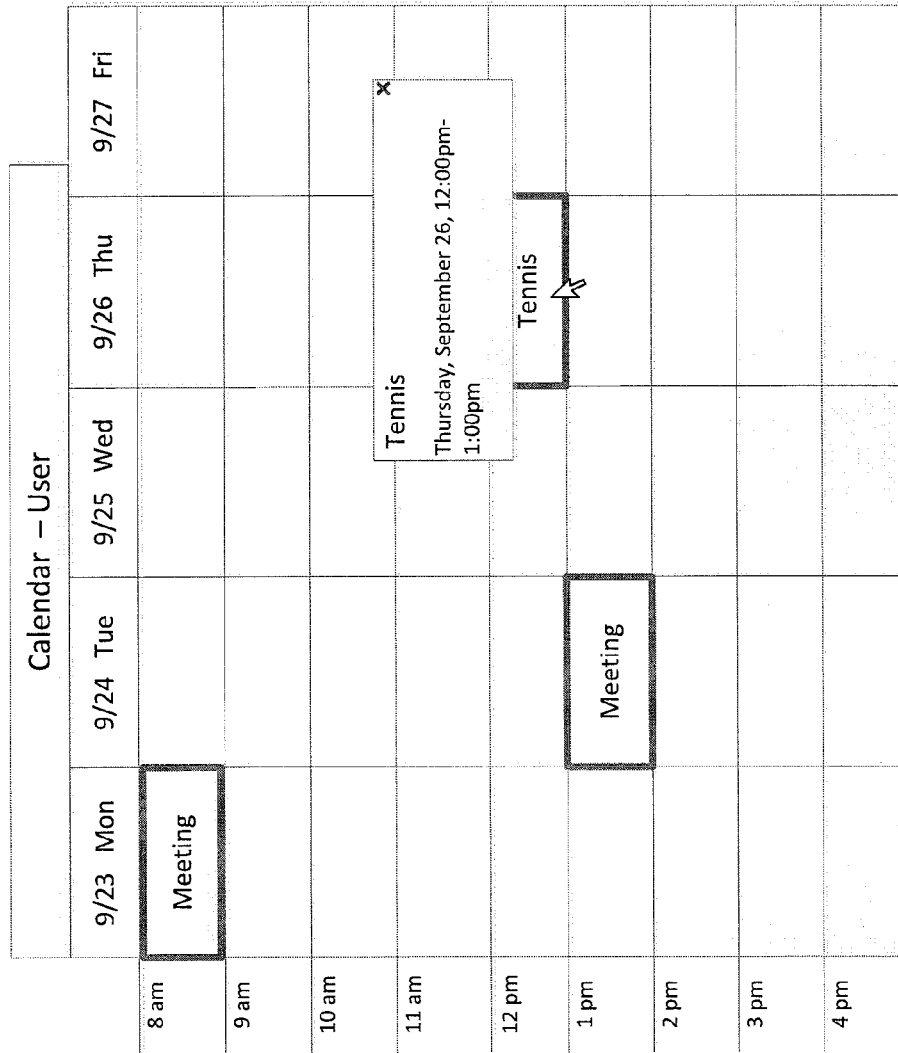 Calendar – User
9/23 Mon
9/24 Tue
9/25 Wed
9/26 Thu
9/27 Fri
8 am
Meeting
9 am
10 am
11 am
Tennis
x
Thursday, September 26, 12:00pm-
1:00pm
12 pm
Tennis
1 pm
Meeting
2 pm
3 pm
4 pm